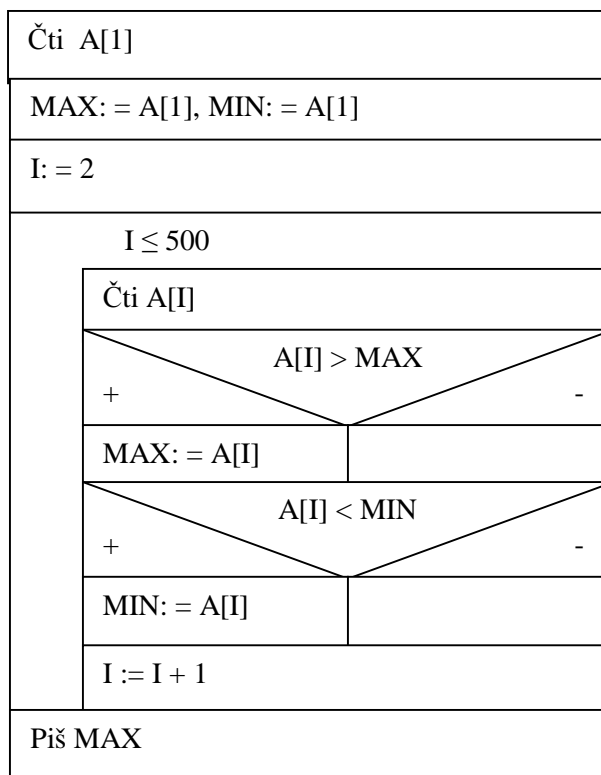 Čti A[1]
MAX: = A[1], MIN: = A[1]
I: = 2
I ≤ 500
Čti A[I]
A[I] > MAX
+ -
MAX: = A[I]
A[I] < MIN
+ -
MIN: = A[I]
I := I + 1
Piš MAX